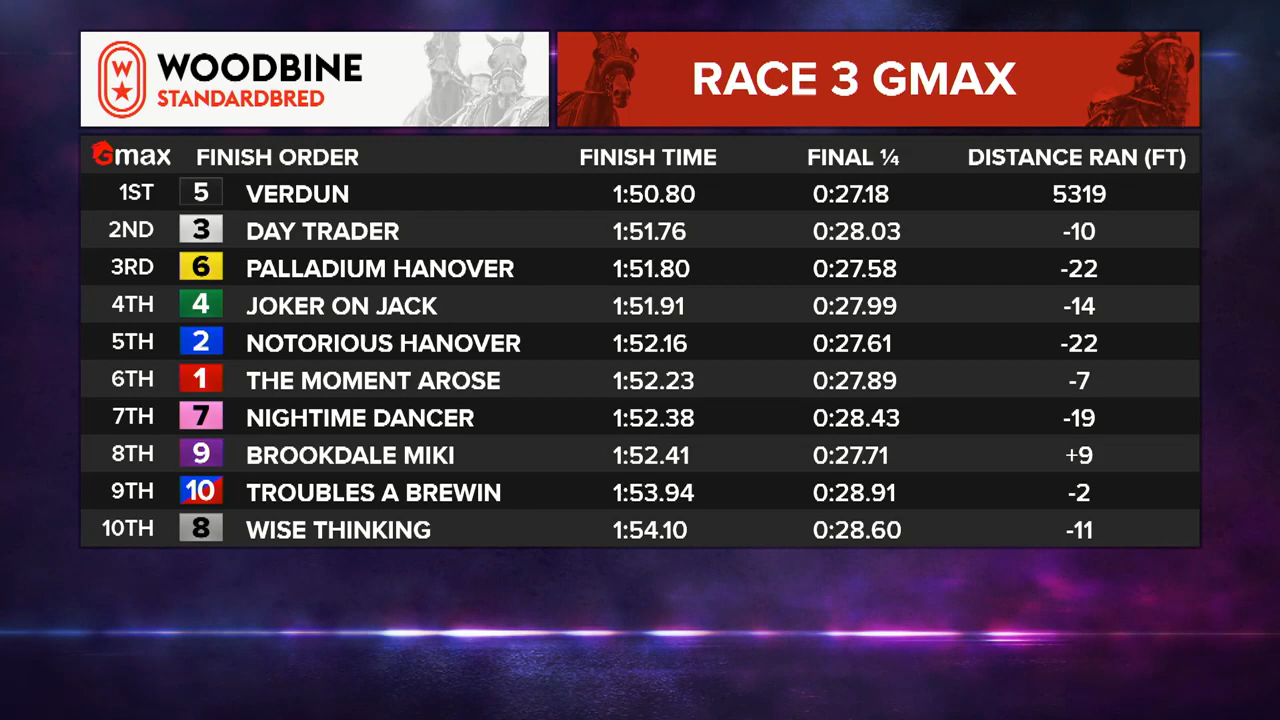 W
WOODBINE
STANDARDBRED
RACE 3 GMAX
Gmax FINISH ORDER FINISH TIME FINAL ¼ DISTANCE RAN (FT)
1ST 5 VERDUN 1:50.80 0:27.18 5319
2ND 3 DAY TRADER 1:51.76 0:28.03 -10
3RD 6 PALLADIUM HANOVER 1:51.80 0:27.58 -22
4TH 4 JOKER ON JACK 1:51.91 0:27.99 -14
5TH 2 NOTORIOUS HANOVER 1:52.16 0:27.61 -22
6TH 1 THE MOMENT AROSE 1:52.23 0:27.89 -7
7TH 7 NIGHTIME DANCER 1:52.38 0:28.43 -19
8TH 9 BROOKDALE MIKI 1:52.41 0:27.71 +9
9TH 10 TROUBLES A BREWIN 1:53.94 0:28.91 -2
10TH 8 WISE THINKING 1:54.10 0:28.60 -11